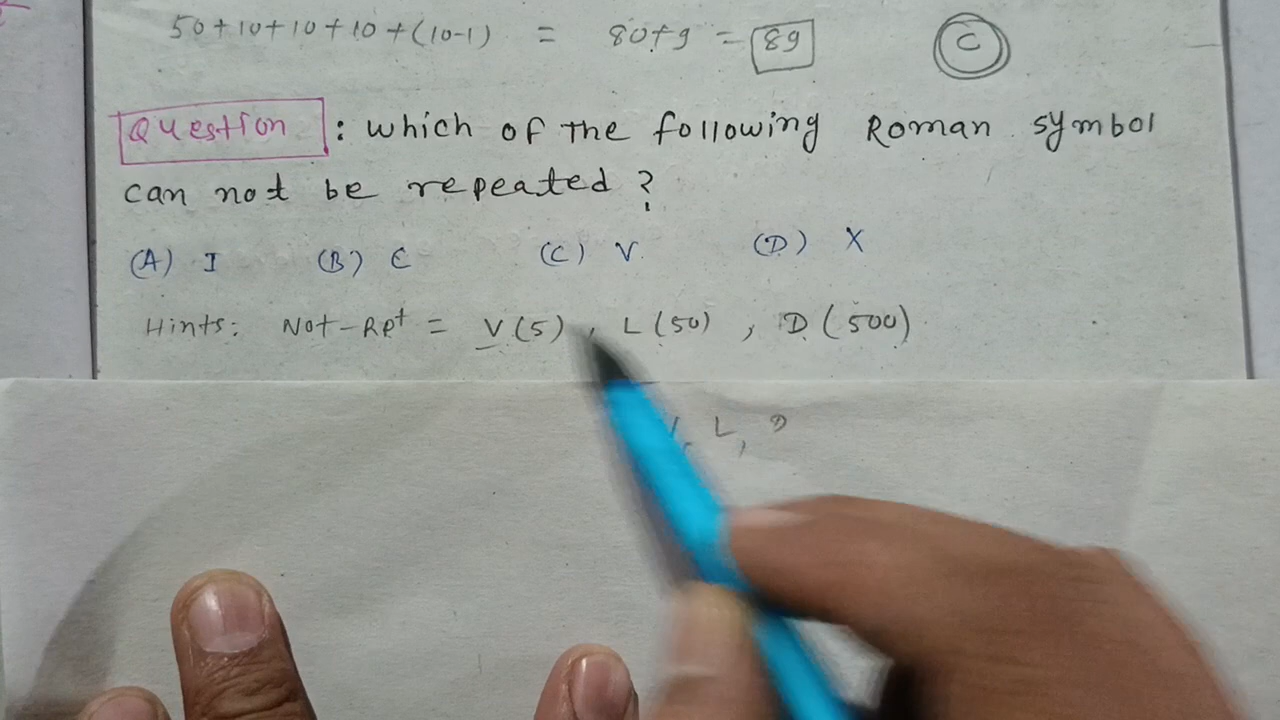 50+10+10+10+(10-1) = 80+9 = 89 C
Question : which of the following Roman symbol
can not be repeated ?
(A) I (B) C (C) V (D) X
Hints: Not-Rpt = V(5), L(50), D(500)
L, D